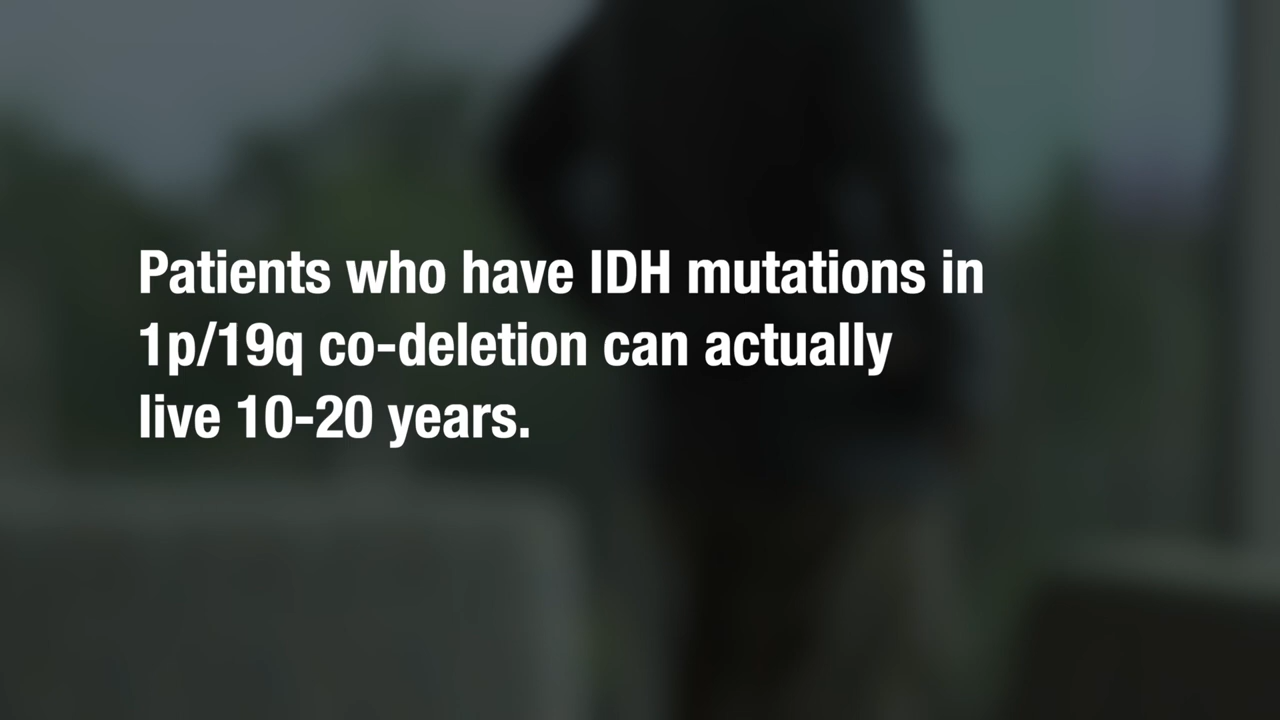 Patients who have IDH mutations in
1p/19q co-deletion can actually
live 10-20 years.